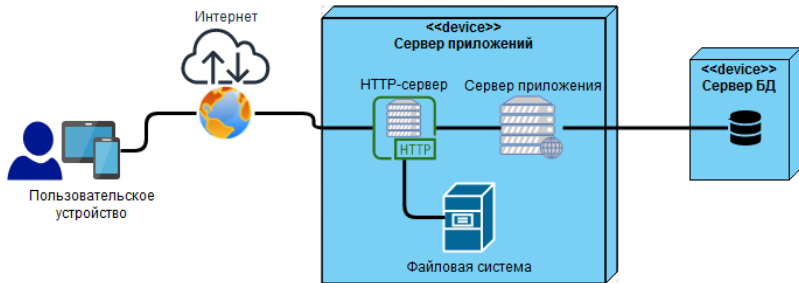 Интернет
<<device>>
Сервер приложений
HTTP-сервер
Сервер приложения
HTTP
Файловая система
<<device>>
Сервер БД
Пользовательское
устройство